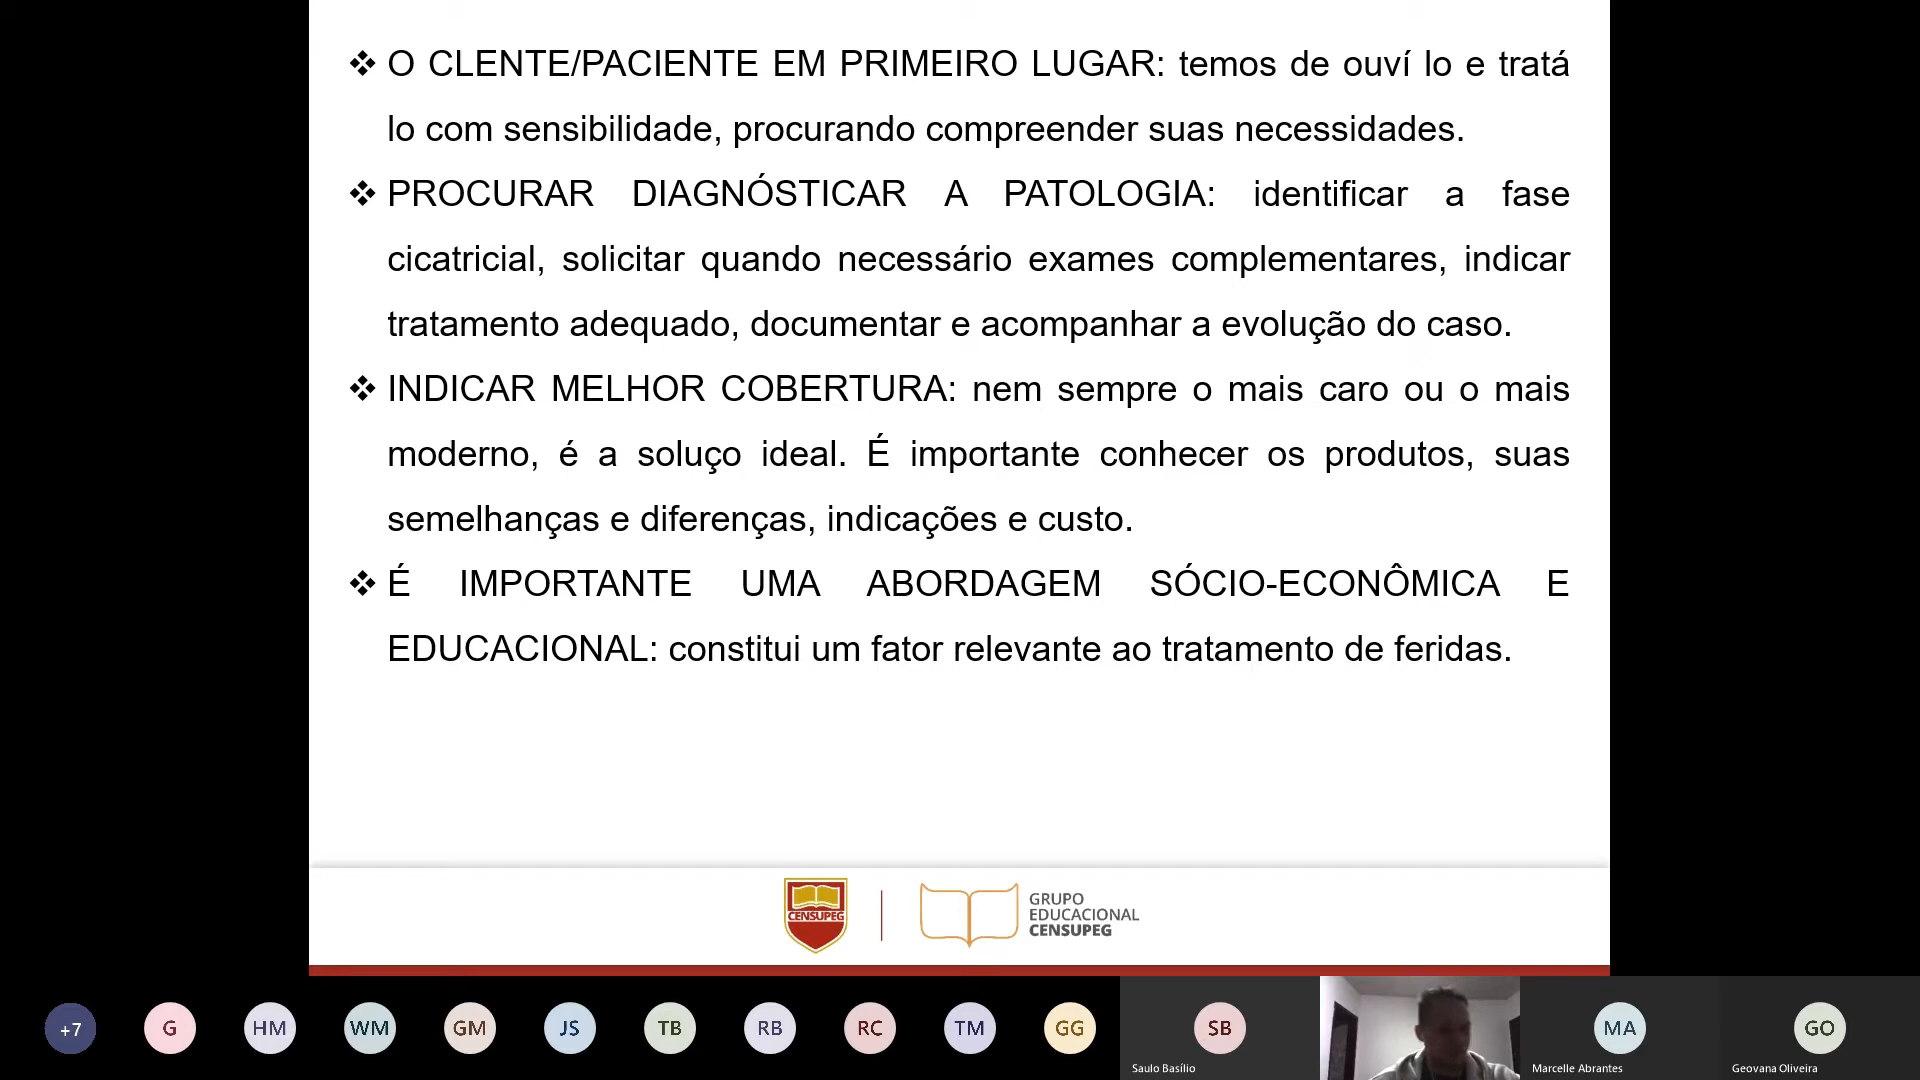 ❖ O CLENTE/PACIENTE EM PRIMEIRO LUGAR: temos de ouví lo e tratá
lo com sensibilidade, procurando compreender suas necessidades.
❖ PROCURAR DIAGNÓSTICAR A PATOLOGIA: identificar a fase
cicatricial, solicitar quando necessário exames complementares, indicar
tratamento adequado, documentar e acompanhar a evolução do caso.
❖ INDICAR MELHOR COBERTURA: nem sempre o mais caro ou o mais
moderno, é a soluço ideal. É importante conhecer os produtos, suas
semelhanças e diferenças, indicações e custo.
❖ É IMPORTANTE UMA ABORDAGEM SÓCIO-ECONÔMICA E
EDUCACIONAL: constitui um fator relevante ao tratamento de feridas.
CENSUPEG
GRUPO
EDUCACIONAL
CENSUPEG
+7 G HM WM GM JS TB RB RC TM GG SB MA GO
Saulo Basílio Marcelle Abrantes Geovana Oliveira